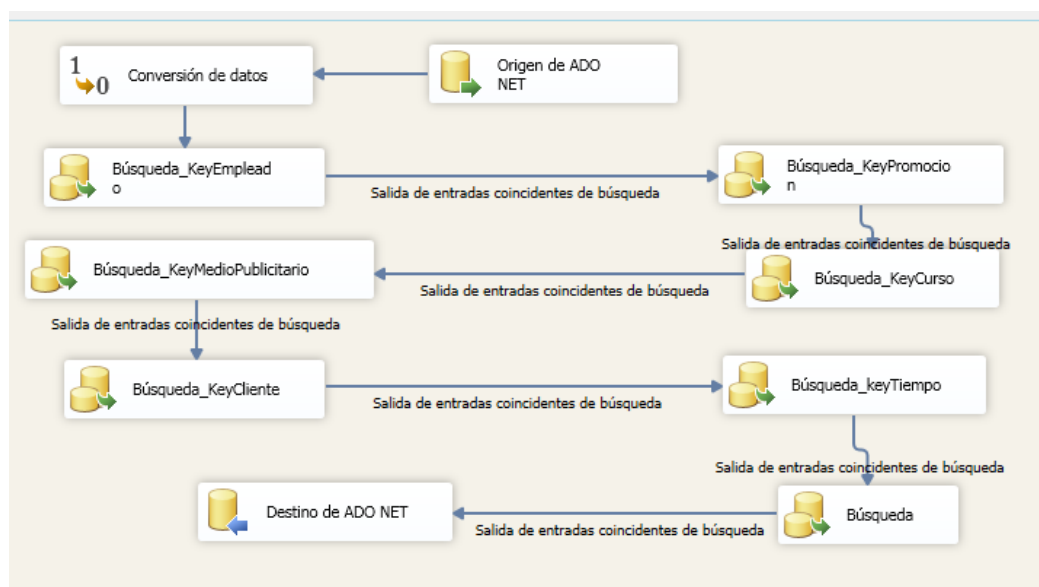 1
0
Conversión de datos
Origen de ADO
NET
Búsqueda_KeyEmplead
o
Salida de entradas coincidentes de búsqueda
Búsqueda_KeyPromocio
n
Salida de entradas coincidentes de búsqueda
Búsqueda_KeyCurso
Salida de entradas coincidentes de búsqueda
Búsqueda_KeyMedioPublicitario
Salida de entradas coincidentes de búsqueda
Búsqueda_KeyCliente
Salida de entradas coincidentes de búsqueda
Búsqueda_keyTiempo
Salida de entradas coincidentes de búsqueda
Búsqueda
Salida de entradas coincidentes de búsqueda
Destino de ADO NET